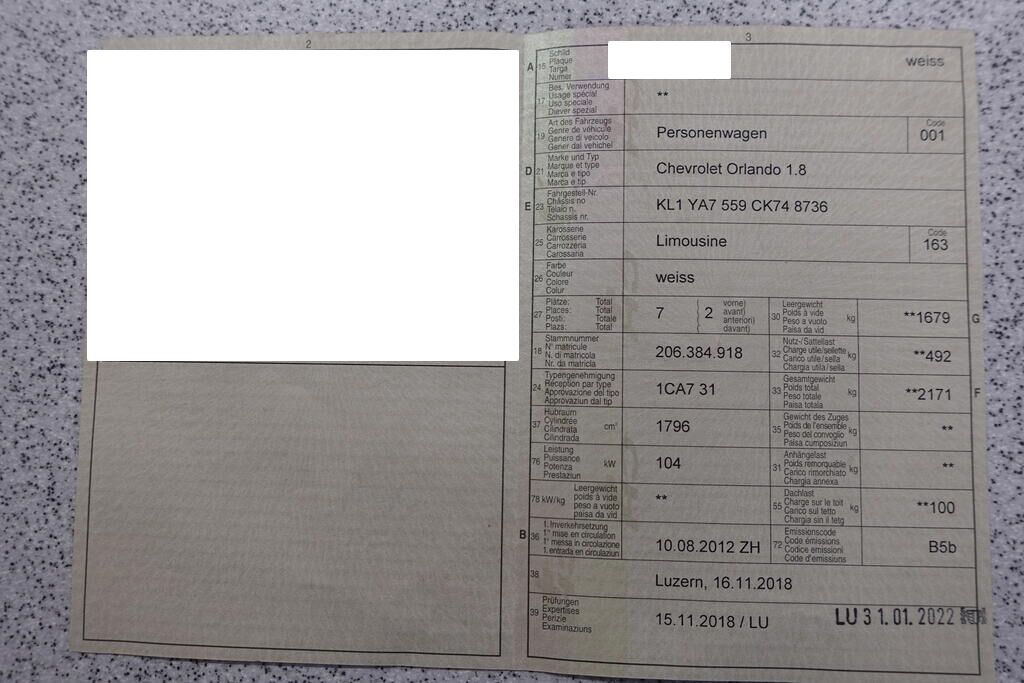 2
3
A 15 Schild
Plaque
Targa
Numer
weiss
17 Bes. Verwendung
Usage spécial
Uso speciale
Diever spezial
**
19 Art des Fahrzeugs
Genre de véhicule
Genere di veicolo
Gener dal vehichel
Personenwagen
Code
001
D 21 Marke und Typ
Marque et type
Marca e tipo
Marca e tip
Chevrolet Orlando 1.8
E 23 Fahrgestell-Nr.
Châssis no
Telaio n.
Schassis nr.
KL1 YA7 559 CK74 8736
25 Karosserie
Carrosserie
Carrozzeria
Carossaria
Limousine
Code
163
26 Farbe
Couleur
Colore
Colur
weiss
27 Plätze: Total
Places: Total
Posti: Totale
Plaza: Total
7
2
vorne)
avant)
anteriori)
davant)
30 Leergewicht
Poids à vide
Peso a vuoto
Paisa da vid
kg
**1679
G
18 Stammnummer
N° matricule
N. di matricola
Nr. da matricla
206.384.918
32 Nutz-/Sattellast
Charge utile/sellette
Carico utile/sella
Chargia utila/sella
kg
**492
24 Typengenehmigung
Réception par type
Approvazione del tipo
Approvaziun dal tip
1CA7 31
33 Gesamtgewicht
Poids total
Peso totale
Paisa totala
kg
**2171
F
37 Hubraum
Cylindrée
Cilindrata
Cilindrada
cm³
1796
35 Gewicht des Zuges
Poids de l'ensemble
Peso del convoglio
Paisa cumposiziun
kg
**
76 Leistung
Puissance
Potenza
Prestaziun
kW
104
31 Anhängelast
Poids remorquable
Carico rimorchiato
Chargia annexa
kg
**
78 kW/kg
Leergewicht
poids à vide
peso a vuoto
paisa da vid
**
55 Dachlast
Charge sur le toit
Carico sul tetto
Chargia sin il tetg
kg
**100
B 36 1. Inverkehrsetzung
1re mise en circulation
1a messa in circolazione
1. entrada en circulaziun
10.08.2012 ZH
72 Emissionscode
Code émissions
Codice emissioni
Code d'emissiuns
B5b
38
Luzern, 16.11.2018
39 Prüfungen
Expertises
Perizie
Examinaziuns
15.11.2018 / LU
LU 3 1. 01. 2022